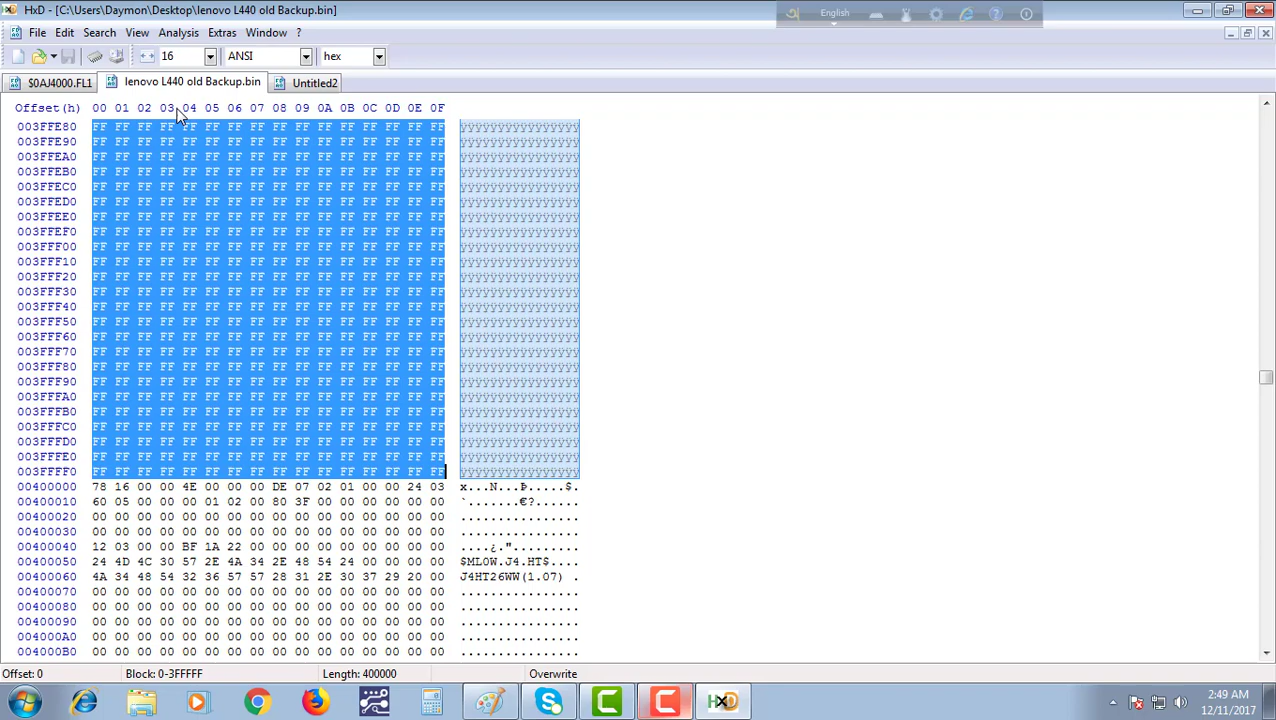 HxD - [C:\Users\Daymon\Desktop\lenovo L440 old Backup.bin]
English
File Edit Search View Analysis Extras Window ?
16 ANSI hex
$0AJ4000.FL1 lenovo L440 old Backup.bin Untitled2
Offset(h) 00 01 02 03 04 05 06 07 08 09 0A 0B 0C 0D 0E 0F
003FFE80 FF FF FF FF FF FF FF FF FF FF FF FF FF FF FF FF ÿÿÿÿÿÿÿÿÿÿÿÿÿÿÿÿ
003FFE90 FF FF FF FF FF FF FF FF FF FF FF FF FF FF FF FF ÿÿÿÿÿÿÿÿÿÿÿÿÿÿÿÿ
003FFEA0 FF FF FF FF FF FF FF FF FF FF FF FF FF FF FF FF ÿÿÿÿÿÿÿÿÿÿÿÿÿÿÿÿ
003FFEB0 FF FF FF FF FF FF FF FF FF FF FF FF FF FF FF FF ÿÿÿÿÿÿÿÿÿÿÿÿÿÿÿÿ
003FFEC0 FF FF FF FF FF FF FF FF FF FF FF FF FF FF FF FF ÿÿÿÿÿÿÿÿÿÿÿÿÿÿÿÿ
003FFED0 FF FF FF FF FF FF FF FF FF FF FF FF FF FF FF FF ÿÿÿÿÿÿÿÿÿÿÿÿÿÿÿÿ
003FFEE0 FF FF FF FF FF FF FF FF FF FF FF FF FF FF FF FF ÿÿÿÿÿÿÿÿÿÿÿÿÿÿÿÿ
003FFEF0 FF FF FF FF FF FF FF FF FF FF FF FF FF FF FF FF ÿÿÿÿÿÿÿÿÿÿÿÿÿÿÿÿ
003FFF00 FF FF FF FF FF FF FF FF FF FF FF FF FF FF FF FF ÿÿÿÿÿÿÿÿÿÿÿÿÿÿÿÿ
003FFF10 FF FF FF FF FF FF FF FF FF FF FF FF FF FF FF FF ÿÿÿÿÿÿÿÿÿÿÿÿÿÿÿÿ
003FFF20 FF FF FF FF FF FF FF FF FF FF FF FF FF FF FF FF ÿÿÿÿÿÿÿÿÿÿÿÿÿÿÿÿ
003FFF30 FF FF FF FF FF FF FF FF FF FF FF FF FF FF FF FF ÿÿÿÿÿÿÿÿÿÿÿÿÿÿÿÿ
003FFF40 FF FF FF FF FF FF FF FF FF FF FF FF FF FF FF FF ÿÿÿÿÿÿÿÿÿÿÿÿÿÿÿÿ
003FFF50 FF FF FF FF FF FF FF FF FF FF FF FF FF FF FF FF ÿÿÿÿÿÿÿÿÿÿÿÿÿÿÿÿ
003FFF60 FF FF FF FF FF FF FF FF FF FF FF FF FF FF FF FF ÿÿÿÿÿÿÿÿÿÿÿÿÿÿÿÿ
003FFF70 FF FF FF FF FF FF FF FF FF FF FF FF FF FF FF FF ÿÿÿÿÿÿÿÿÿÿÿÿÿÿÿÿ
003FFF80 FF FF FF FF FF FF FF FF FF FF FF FF FF FF FF FF ÿÿÿÿÿÿÿÿÿÿÿÿÿÿÿÿ
003FFF90 FF FF FF FF FF FF FF FF FF FF FF FF FF FF FF FF ÿÿÿÿÿÿÿÿÿÿÿÿÿÿÿÿ
003FFFA0 FF FF FF FF FF FF FF FF FF FF FF FF FF FF FF FF ÿÿÿÿÿÿÿÿÿÿÿÿÿÿÿÿ
003FFFB0 FF FF FF FF FF FF FF FF FF FF FF FF FF FF FF FF ÿÿÿÿÿÿÿÿÿÿÿÿÿÿÿÿ
003FFFC0 FF FF FF FF FF FF FF FF FF FF FF FF FF FF FF FF ÿÿÿÿÿÿÿÿÿÿÿÿÿÿÿÿ
003FFFD0 FF FF FF FF FF FF FF FF FF FF FF FF FF FF FF FF ÿÿÿÿÿÿÿÿÿÿÿÿÿÿÿÿ
003FFFE0 FF FF FF FF FF FF FF FF FF FF FF FF FF FF FF FF ÿÿÿÿÿÿÿÿÿÿÿÿÿÿÿÿ
003FFFF0 FF FF FF FF FF FF FF FF FF FF FF FF FF FF FF FF ÿÿÿÿÿÿÿÿÿÿÿÿÿÿÿÿ
00400000 78 16 00 00 4E 00 00 00 DE 07 02 01 00 00 24 03 x...N...Þ.....$.
00400010 60 05 00 00 00 01 02 00 80 3F 00 00 00 00 00 00 `.......€?......
00400020 00 00 00 00 00 00 00 00 00 00 00 00 00 00 00 00 ................
00400030 00 00 00 00 00 00 00 00 00 00 00 00 00 00 00 00 ................
00400040 12 03 00 00 BF 1A 22 00 00 00 00 00 00 00 00 00 ....¿.".........
00400050 24 4D 4C 30 57 2E 4A 34 2E 48 54 24 00 00 00 00 $ML0W.J4.HT$....
00400060 4A 34 48 54 32 36 57 57 28 31 2E 30 37 29 20 00 J4HT26WW(1.07) .
00400070 00 00 00 00 00 00 00 00 00 00 00 00 00 00 00 00 ................
00400080 00 00 00 00 00 00 00 00 00 00 00 00 00 00 00 00 ................
00400090 00 00 00 00 00 00 00 00 00 00 00 00 00 00 00 00 ................
004000A0 00 00 00 00 00 00 00 00 00 00 00 00 00 00 00 00 ................
004000B0 00 00 00 00 00 00 00 00 00 00 00 00 00 00 00 00 ................
Offset: 0 Block: 0-3FFFFF Length: 400000 Overwrite
2:49 AM
12/11/2017